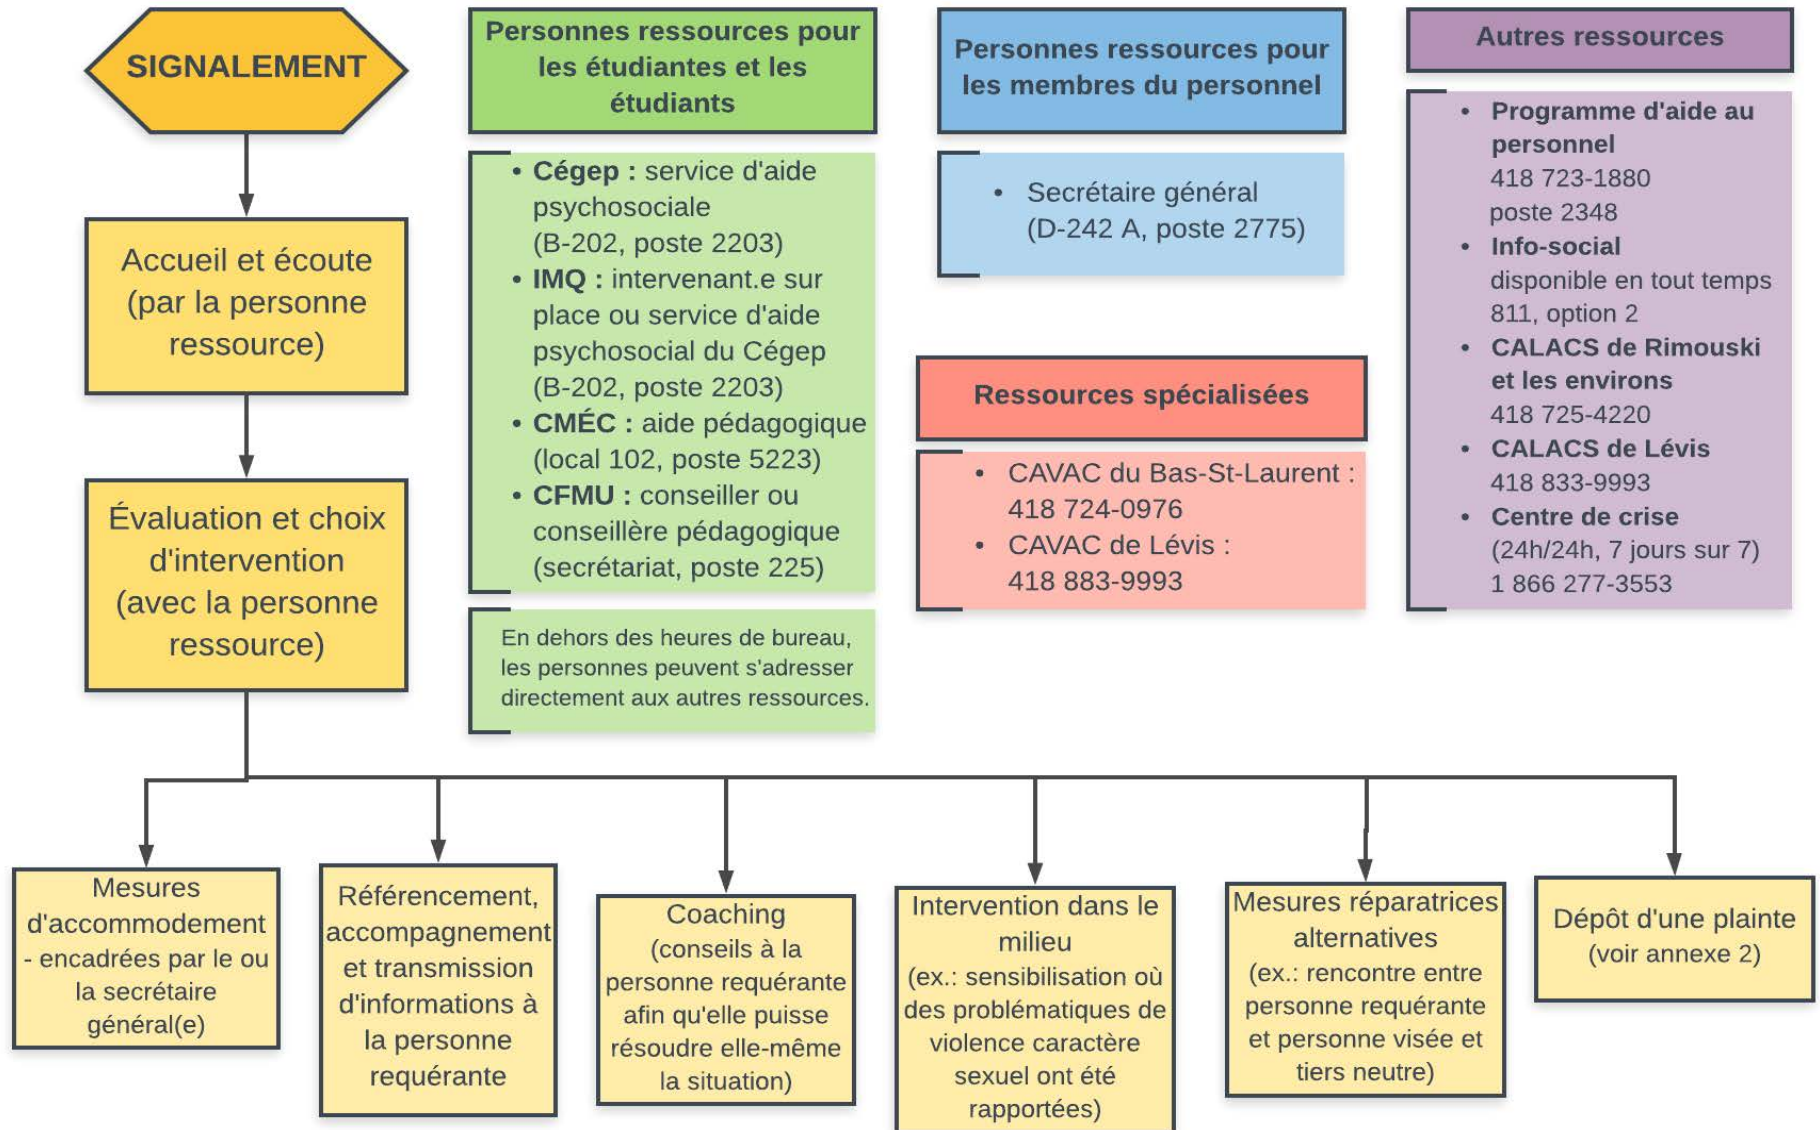 SIGNALEMENT
Accueil et écoute
(par la personne
ressource)
Évaluation et choix
d'intervention
(avec la personne
ressource)
Personnes ressources pour
les étudiantes et les
étudiants
• Cégep : service d'aide
psychosociale
(B-202, poste 2203)
• IMQ : intervenant.e sur
place ou service d'aide
psychosocial du Cégep
(B-202, poste 2203)
• CMÉC : aide pédagogique
(local 102, poste 5223)
• CFMU : conseiller ou
conseillère pédagogique
(secrétariat, poste 225)
En dehors des heures de bureau,
les personnes peuvent s'adresser
directement aux autres ressources.
Personnes ressources pour
les membres du personnel
• Secrétaire général
(D-242 A, poste 2775)
Ressources spécialisées
• CAVAC du Bas-St-Laurent :
418 724-0976
• CAVAC de Lévis :
418 883-9993
Autres ressources
• Programme d'aide au
personnel
418 723-1880
poste 2348
• Info-social
disponible en tout temps
811, option 2
• CALACS de Rimouski
et les environs
418 725-4220
• CALACS de Lévis
418 833-9993
• Centre de crise
(24h/24h, 7 jours sur 7)
1 866 277-3553
Mesures
d'accommodement
- encadrées par le ou
la secrétaire
général(e)
Référencement,
accompagnement
et transmission
d'informations à
la personne
requérante
Coaching
(conseils à la
personne requérante
afin qu'elle puisse
résoudre elle-même
la situation)
Intervention dans le
milieu
(ex.: sensibilisation où
des problématiques de
violence caractère
sexuel ont été
rapportées)
Mesures réparatrices
alternatives
(ex.: rencontre entre
personne requérante
et personne visée et
tiers neutre)
Dépôt d'une plainte
(voir annexe 2)